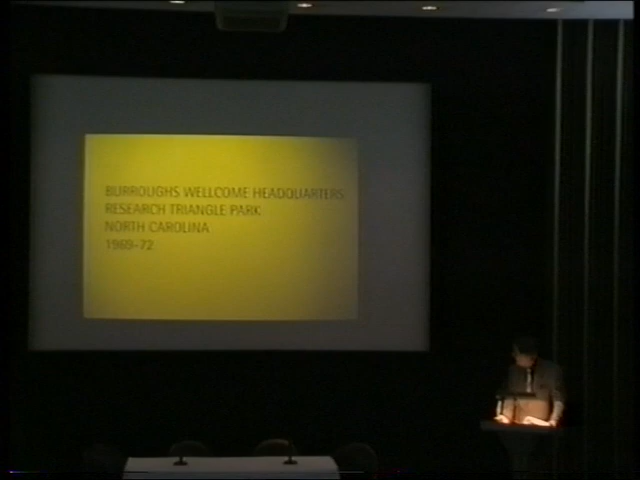 BURROUGHS WELLCOME HEADQUARTERS
RESEARCH TRIANGLE PARK
NORTH CAROLINA
1969-72